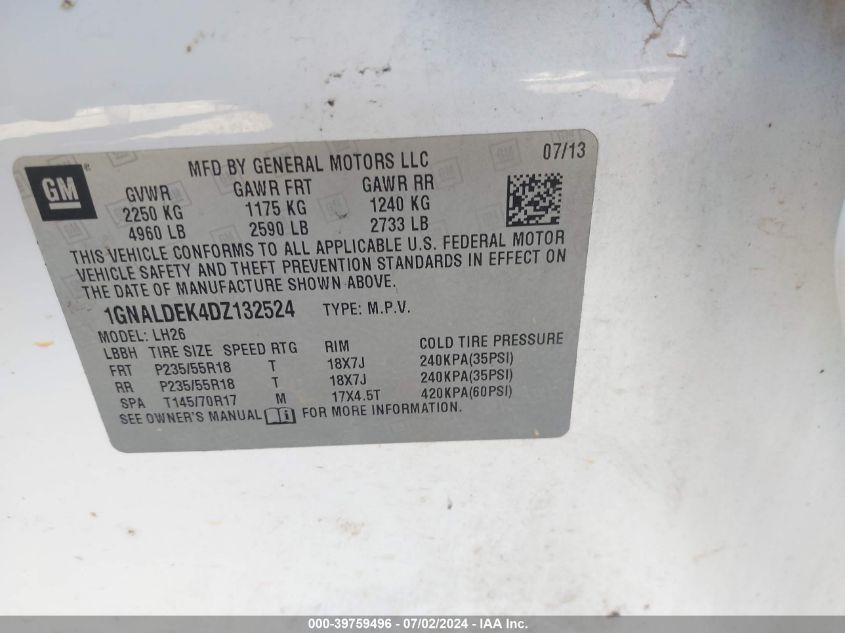 GM
MFD BY GENERAL MOTORS LLC 07/13
GVWR GAWR FRT GAWR RR
2250 KG 1175 KG 1240 KG
4960 LB 2590 LB 2733 LB
THIS VEHICLE CONFORMS TO ALL APPLICABLE U.S. FEDERAL MOTOR
VEHICLE SAFETY AND THEFT PREVENTION STANDARDS IN EFFECT ON
THE DATE OF MANUFACTURE SHOWN ABOVE.
1GNALDEK4DZ132524 TYPE: M.P.V.
MODEL: LH26
LBBH TIRE SIZE SPEED RTG RIM COLD TIRE PRESSURE
FRT P235/55R18 T 18X7J 240KPA(35PSI)
RR P235/55R18 T 18X7J 240KPA(35PSI)
SPA T145/70R17 M 17X4.5T 420KPA(60PSI)
SEE OWNER'S MANUAL FOR MORE INFORMATION.
000-39759496 - 07/02/2024 - IAA Inc.